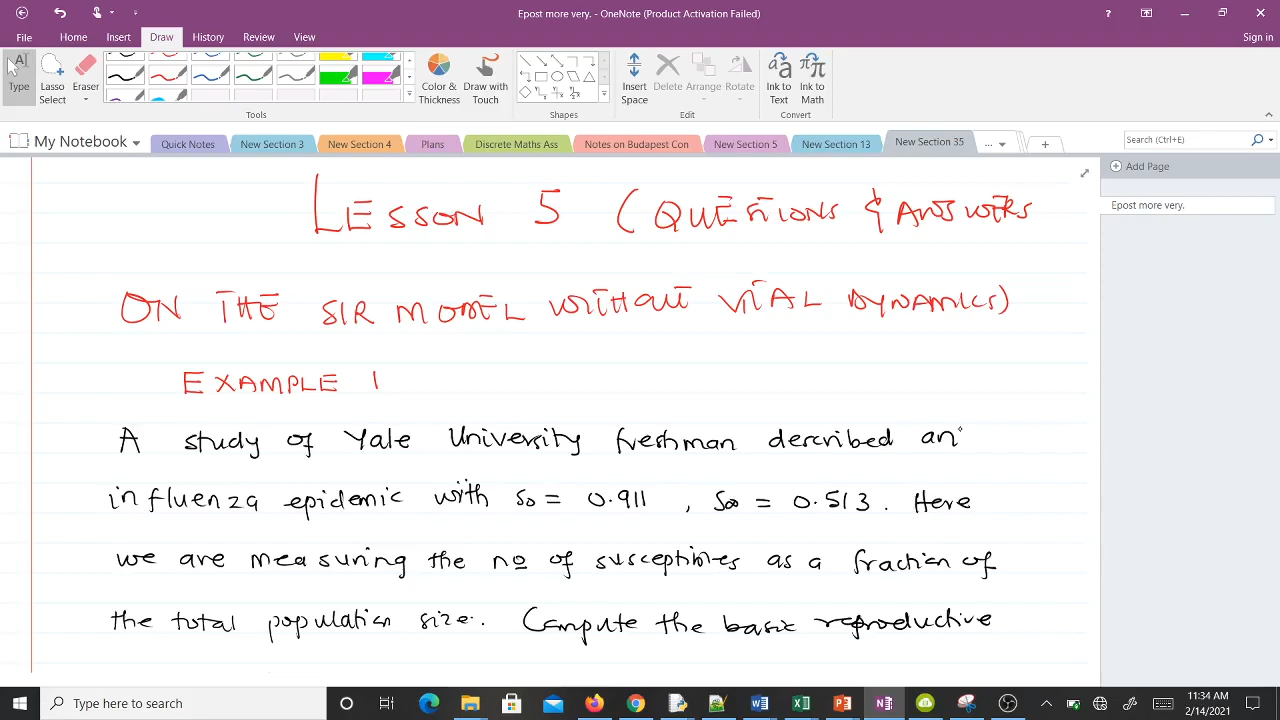 Epost more very. - OneNote (Product Activation Failed)
File Home Insert Draw History Review View Sign in
Type
Lasso Select
Eraser
Color & Thickness
Draw with Touch
Insert Space
Delete
Arrange
Rotate
Ink to Text
Ink to Math
Tools Shapes Edit Convert
My Notebook Quick Notes New Section 3 New Section 4 Plans Discrete Maths Ass Notes on Budapest Con New Section 5 New Section 13 New Section 35 ... + Search (Ctrl+E)
Add Page
Epost more very.
LESSON 5 (QUESTIONS & ANSWERS
ON THE SIR MODEL WITHOUT VITAL DYNAMICS)
EXAMPLE 1
A study of Yale University freshman described an
influenza epidemic with S₀ = 0.911 , S∞ = 0.513. Here
we are measuring the no of susceptibles as a fraction of
the total population size. Compute the basic reproductive
Type here to search
11:34 AM
2/14/2021